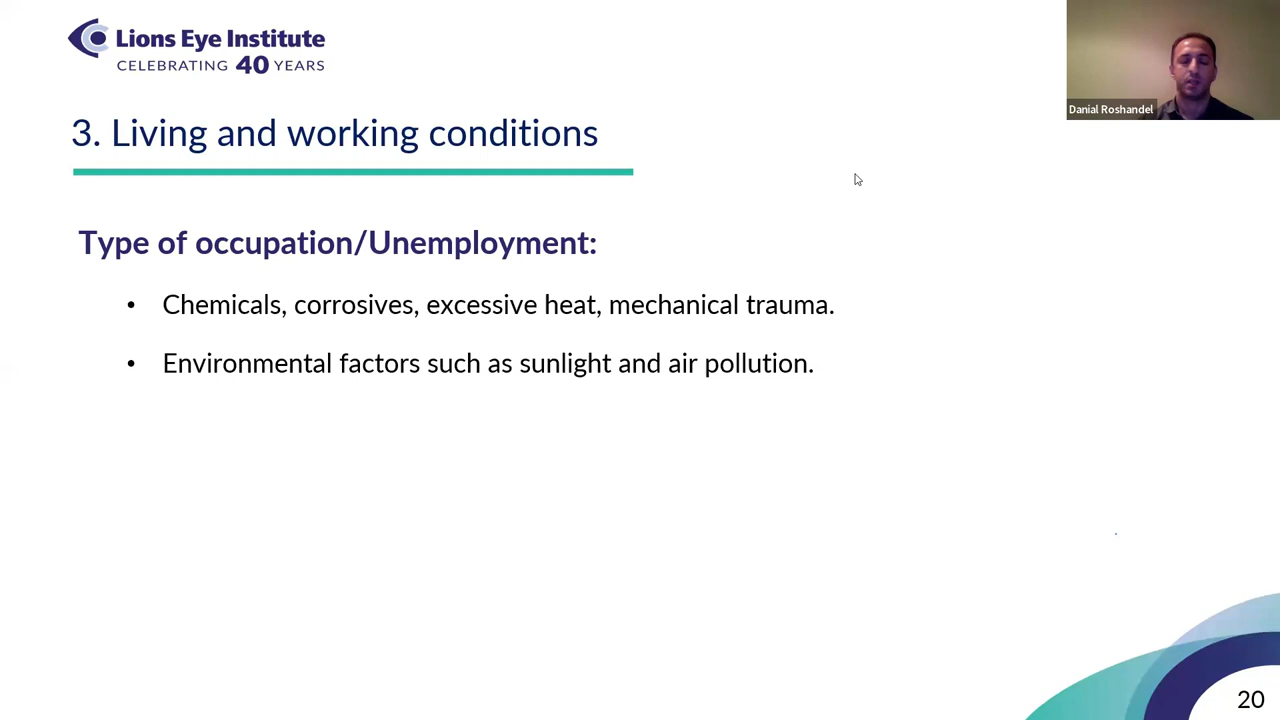 Lions Eye Institute
CELEBRATING 40 YEARS
Danial Roshandel
3. Living and working conditions
Type of occupation/Unemployment:
• Chemicals, corrosives, excessive heat, mechanical trauma.
• Environmental factors such as sunlight and air pollution.
20